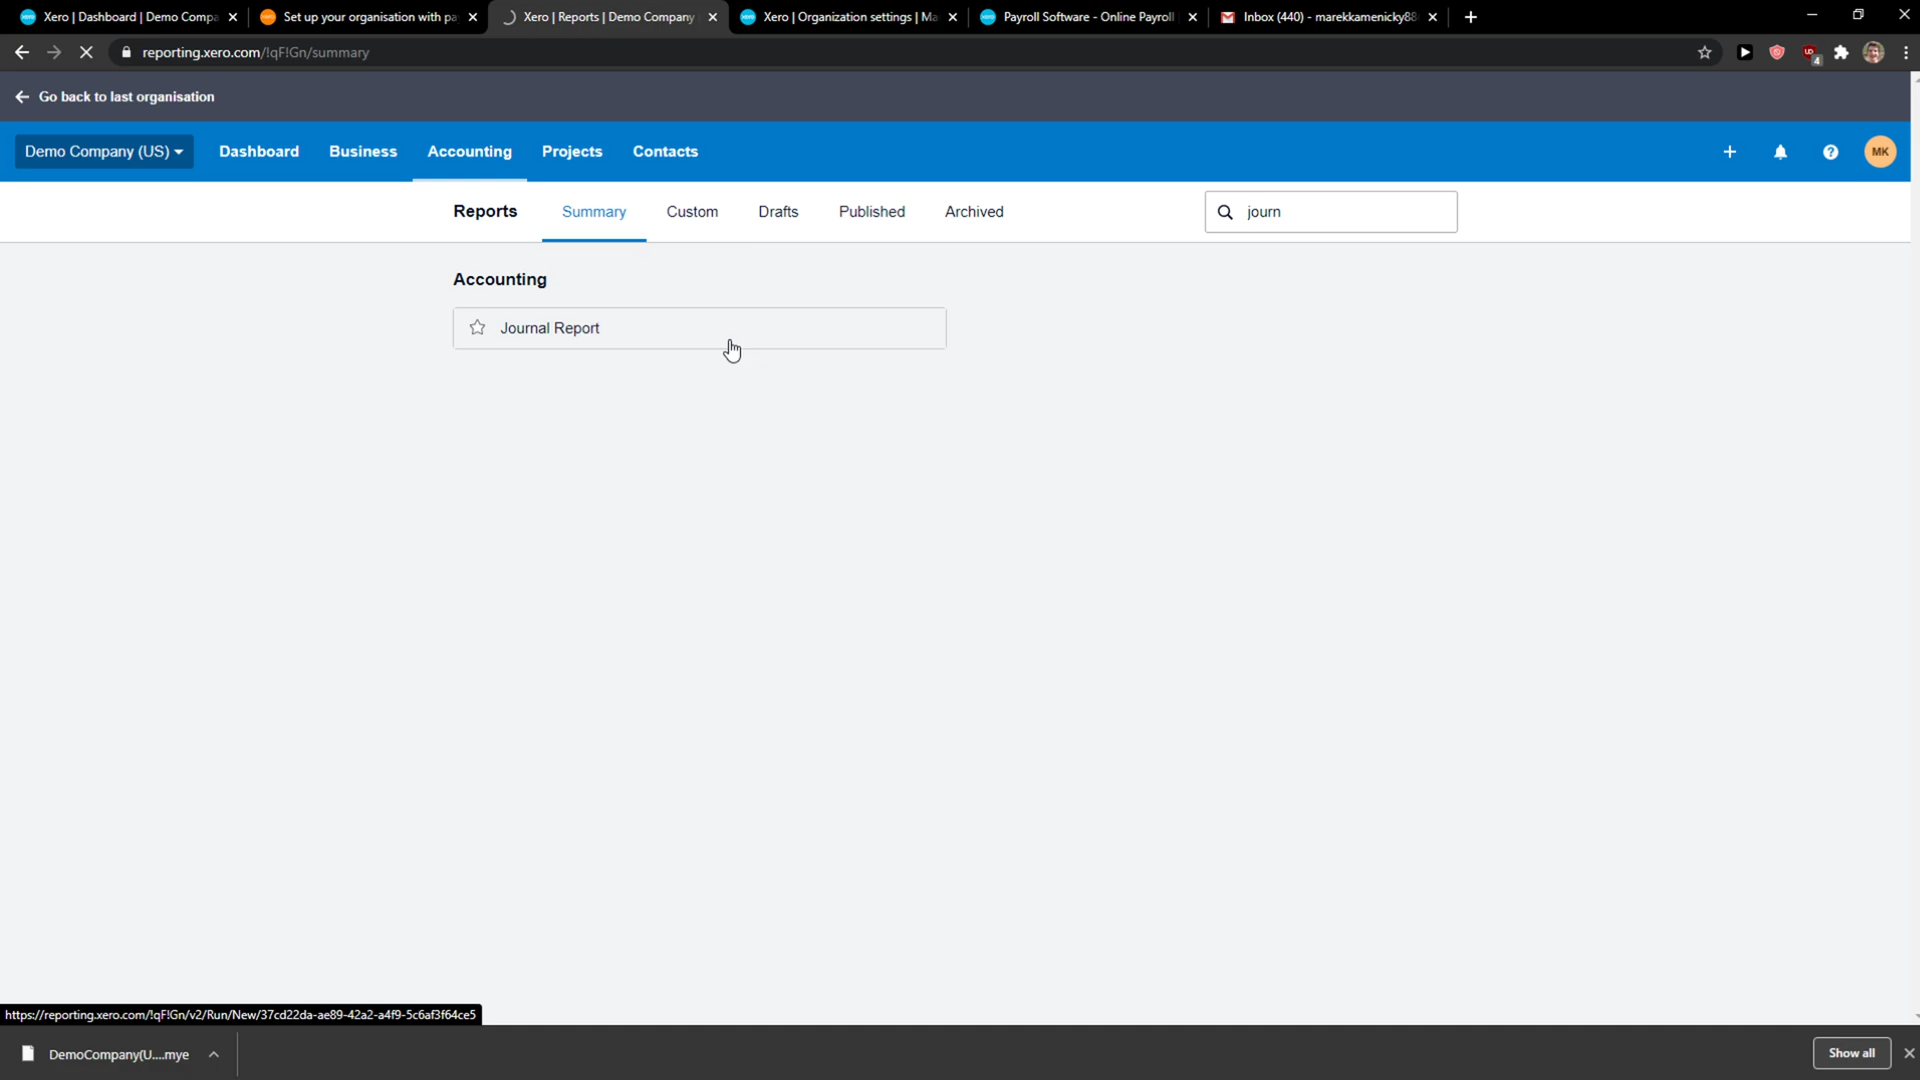 Xero | Dashboard | Demo Compa
Set up your organisation with pa
Xero | Reports | Demo Company
Xero | Organization settings | Ma
Payroll Software - Online Payroll
Inbox (440) - marekkamenicky88
reporting.xero.com/!qF!Gn/summary
4
Go back to last organisation
Demo Company (US)
Dashboard
Business
Accounting
Projects
Contacts
MK
Reports
Summary
Custom
Drafts
Published
Archived
journ
Accounting
Journal Report
https://reporting.xero.com/!qF!Gn/v2/Run/New/37cd22da-ae89-42a2-a4f9-5c6af3f64ce5
DemoCompany(U....mye
Show all